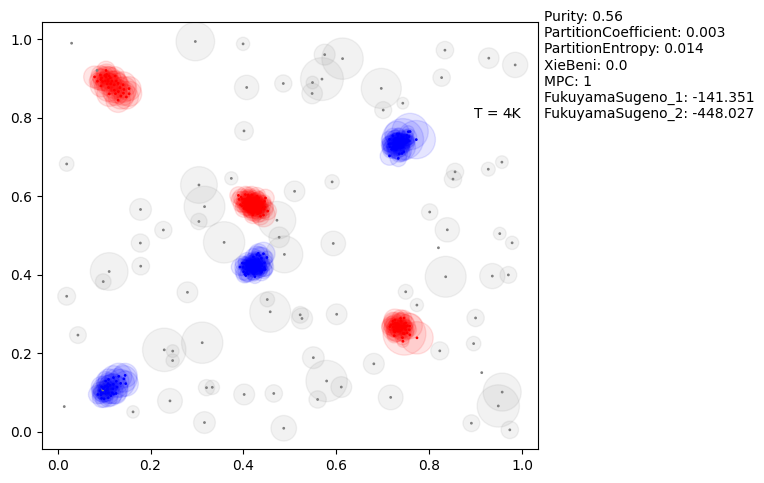 Purity: 0.56
PartitionCoefficient: 0.003
PartitionEntropy: 0.014
XieBeni: 0.0
MPC: 1
FukuyamaSugeno_1: -141.351
FukuyamaSugeno_2: -448.027
T = 4K
1.0
0.8
0.6
0.4
0.2
0.0
0.0 0.2 0.4 0.6 0.8 1.0